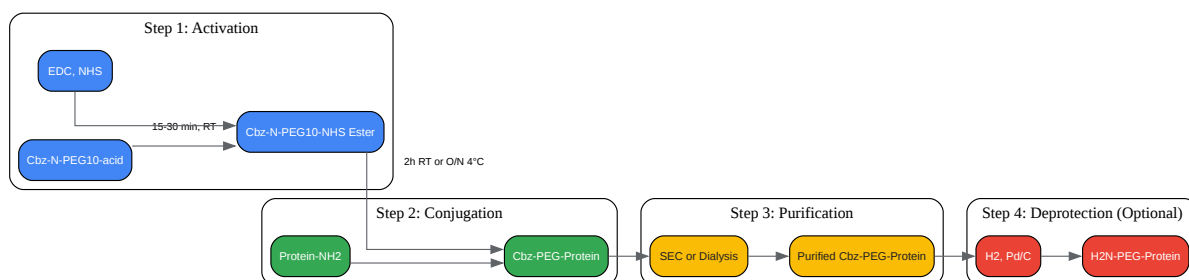 Step 1: Activation
EDC, NHS
15-30 min, RT
Cbz-N-PEG10-NHS Ester
Cbz-N-PEG10-acid
2h RT or O/N 4°C
Step 2: Conjugation
Protein-NH2
Cbz-PEG-Protein
Step 3: Purification
SEC or Dialysis
Purified Cbz-PEG-Protein
Step 4: Deprotection (Optional)
H2, Pd/C
H2N-PEG-Protein